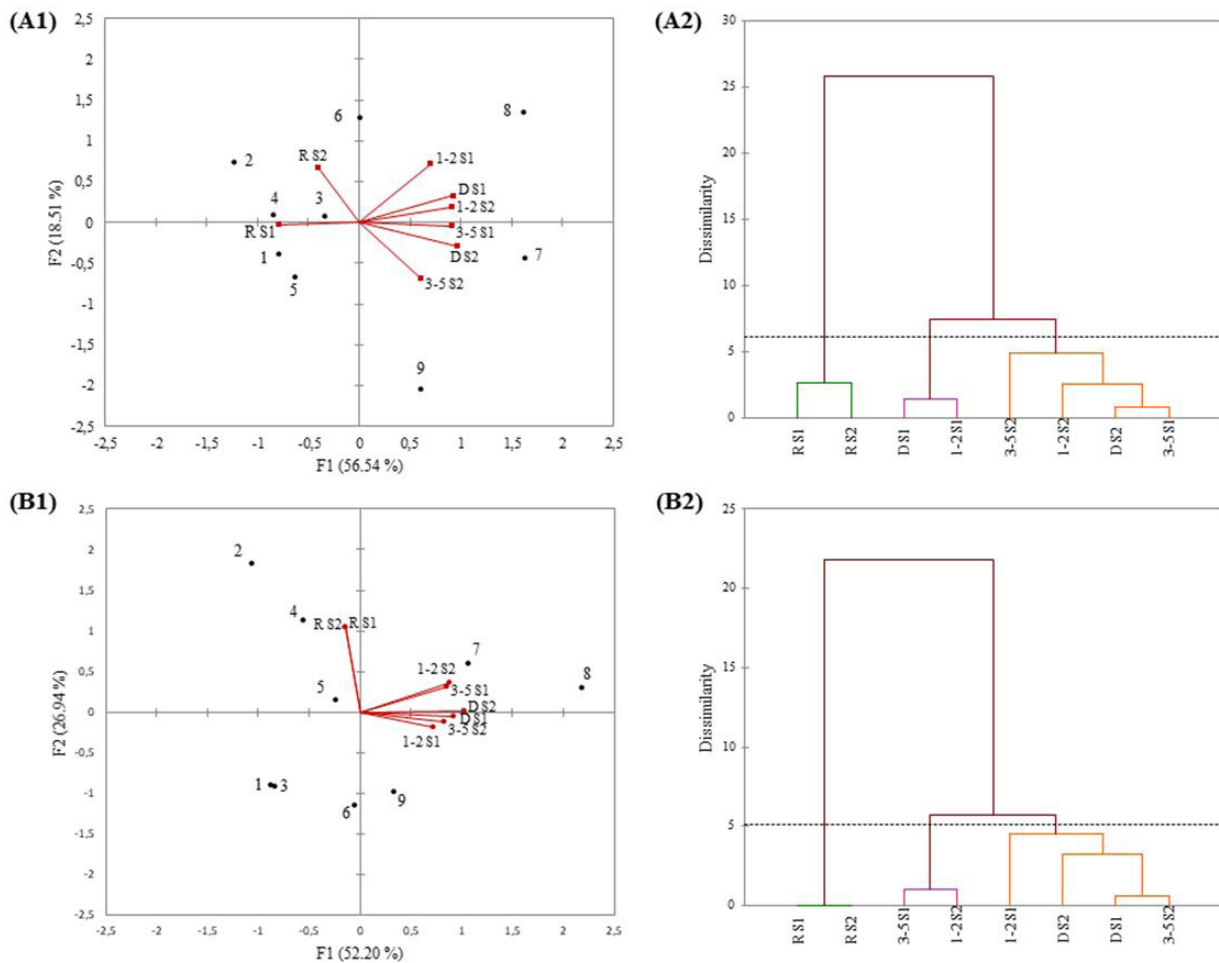 (A1)
2,5
2
1,5
1
0,5
0
-0,5
-1
-1,5
-2
-2,5
F2 (18.51 %)
6
8
2
R S2
1-2 S1
4
3
D S1
1-2 S2
R S1
3-5 S1
1
D S2
7
5
3-5 S2
9
-2,5 -2 -1,5 -1 -0,5 0 0,5 1 1,5 2 2,5
F1 (56.54 %)
(A2)
30
25
20
15
10
5
0
Dissimilarity
R S1
R S2
D S1
1-2 S1
3-5 S2
1-2 S2
D S2
3-5 S1
(B1)
2,5
2
1,5
1
0,5
0
-0,5
-1
-1,5
-2
-2,5
F2 (26.94 %)
2
4
R S2 R S1
7
1-2 S2
8
5
3-5 S1
D S2
D S1
3-5 S2
1-2 S1
1 3
6 9
-2,5 -2 -1,5 -1 -0,5 0 0,5 1 1,5 2 2,5
F1 (52.20 %)
(B2)
25
20
15
10
5
0
Dissimilarity
R S1
R S2
3-5 S1
1-2 S2
1-2 S1
D S2
D S1
3-5 S2